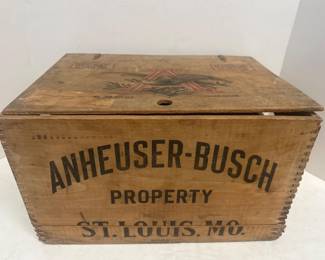 ANHEUSER-BUSCH
PROPERTY
ST. LOUIS, MO.